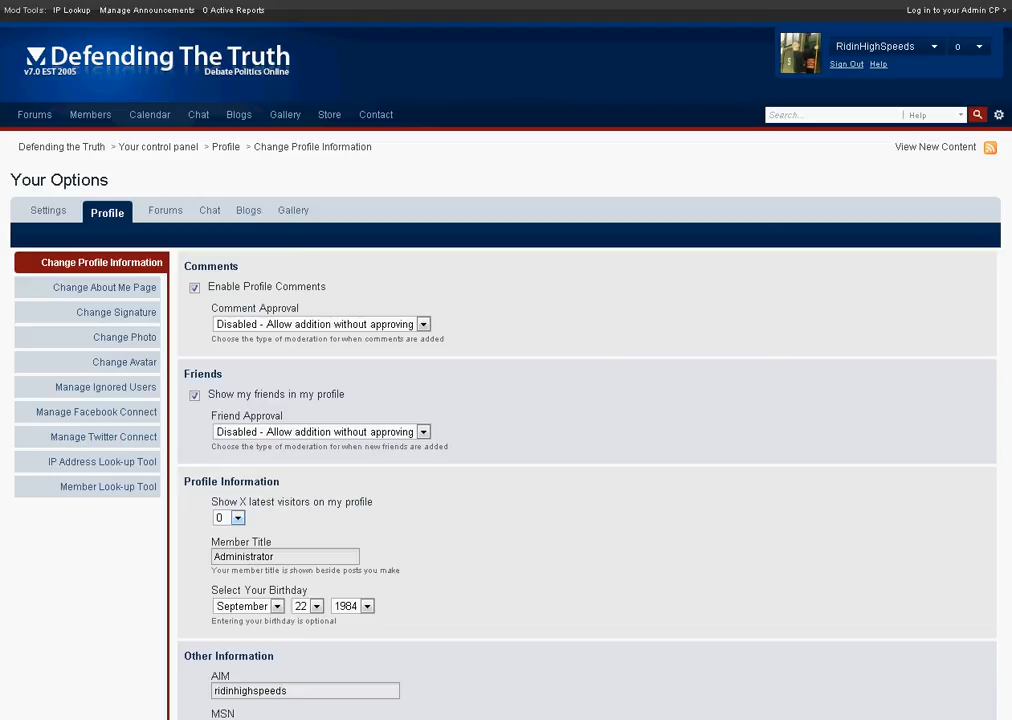 Mod Tools: IP Lookup Manage Announcements 0 Active Reports Log in to your Admin CP >
Defending The Truth
v7.0 EST 2005 Debate Politics Online
RidinHighSpeeds 0
Sign Out Help
Forums Members Calendar Chat Blogs Gallery Store Contact Search... Help
Defending the Truth > Your control panel > Profile > Change Profile Information View New Content
Your Options
Settings Profile Forums Chat Blogs Gallery
Change Profile Information
Change About Me Page
Change Signature
Change Photo
Change Avatar
Manage Ignored Users
Manage Facebook Connect
Manage Twitter Connect
IP Address Look-up Tool
Member Look-up Tool
Comments
Enable Profile Comments
Comment Approval
Disabled - Allow addition without approving
Choose the type of moderation for when comments are added
Friends
Show my friends in my profile
Friend Approval
Disabled - Allow addition without approving
Choose the type of moderation for when new friends are added
Profile Information
Show X latest visitors on my profile
0
Member Title
Administrator
Your member title is shown beside posts you make
Select Your Birthday
September 22 1984
Entering your birthday is optional
Other Information
AIM
ridinhighspeeds
MSN